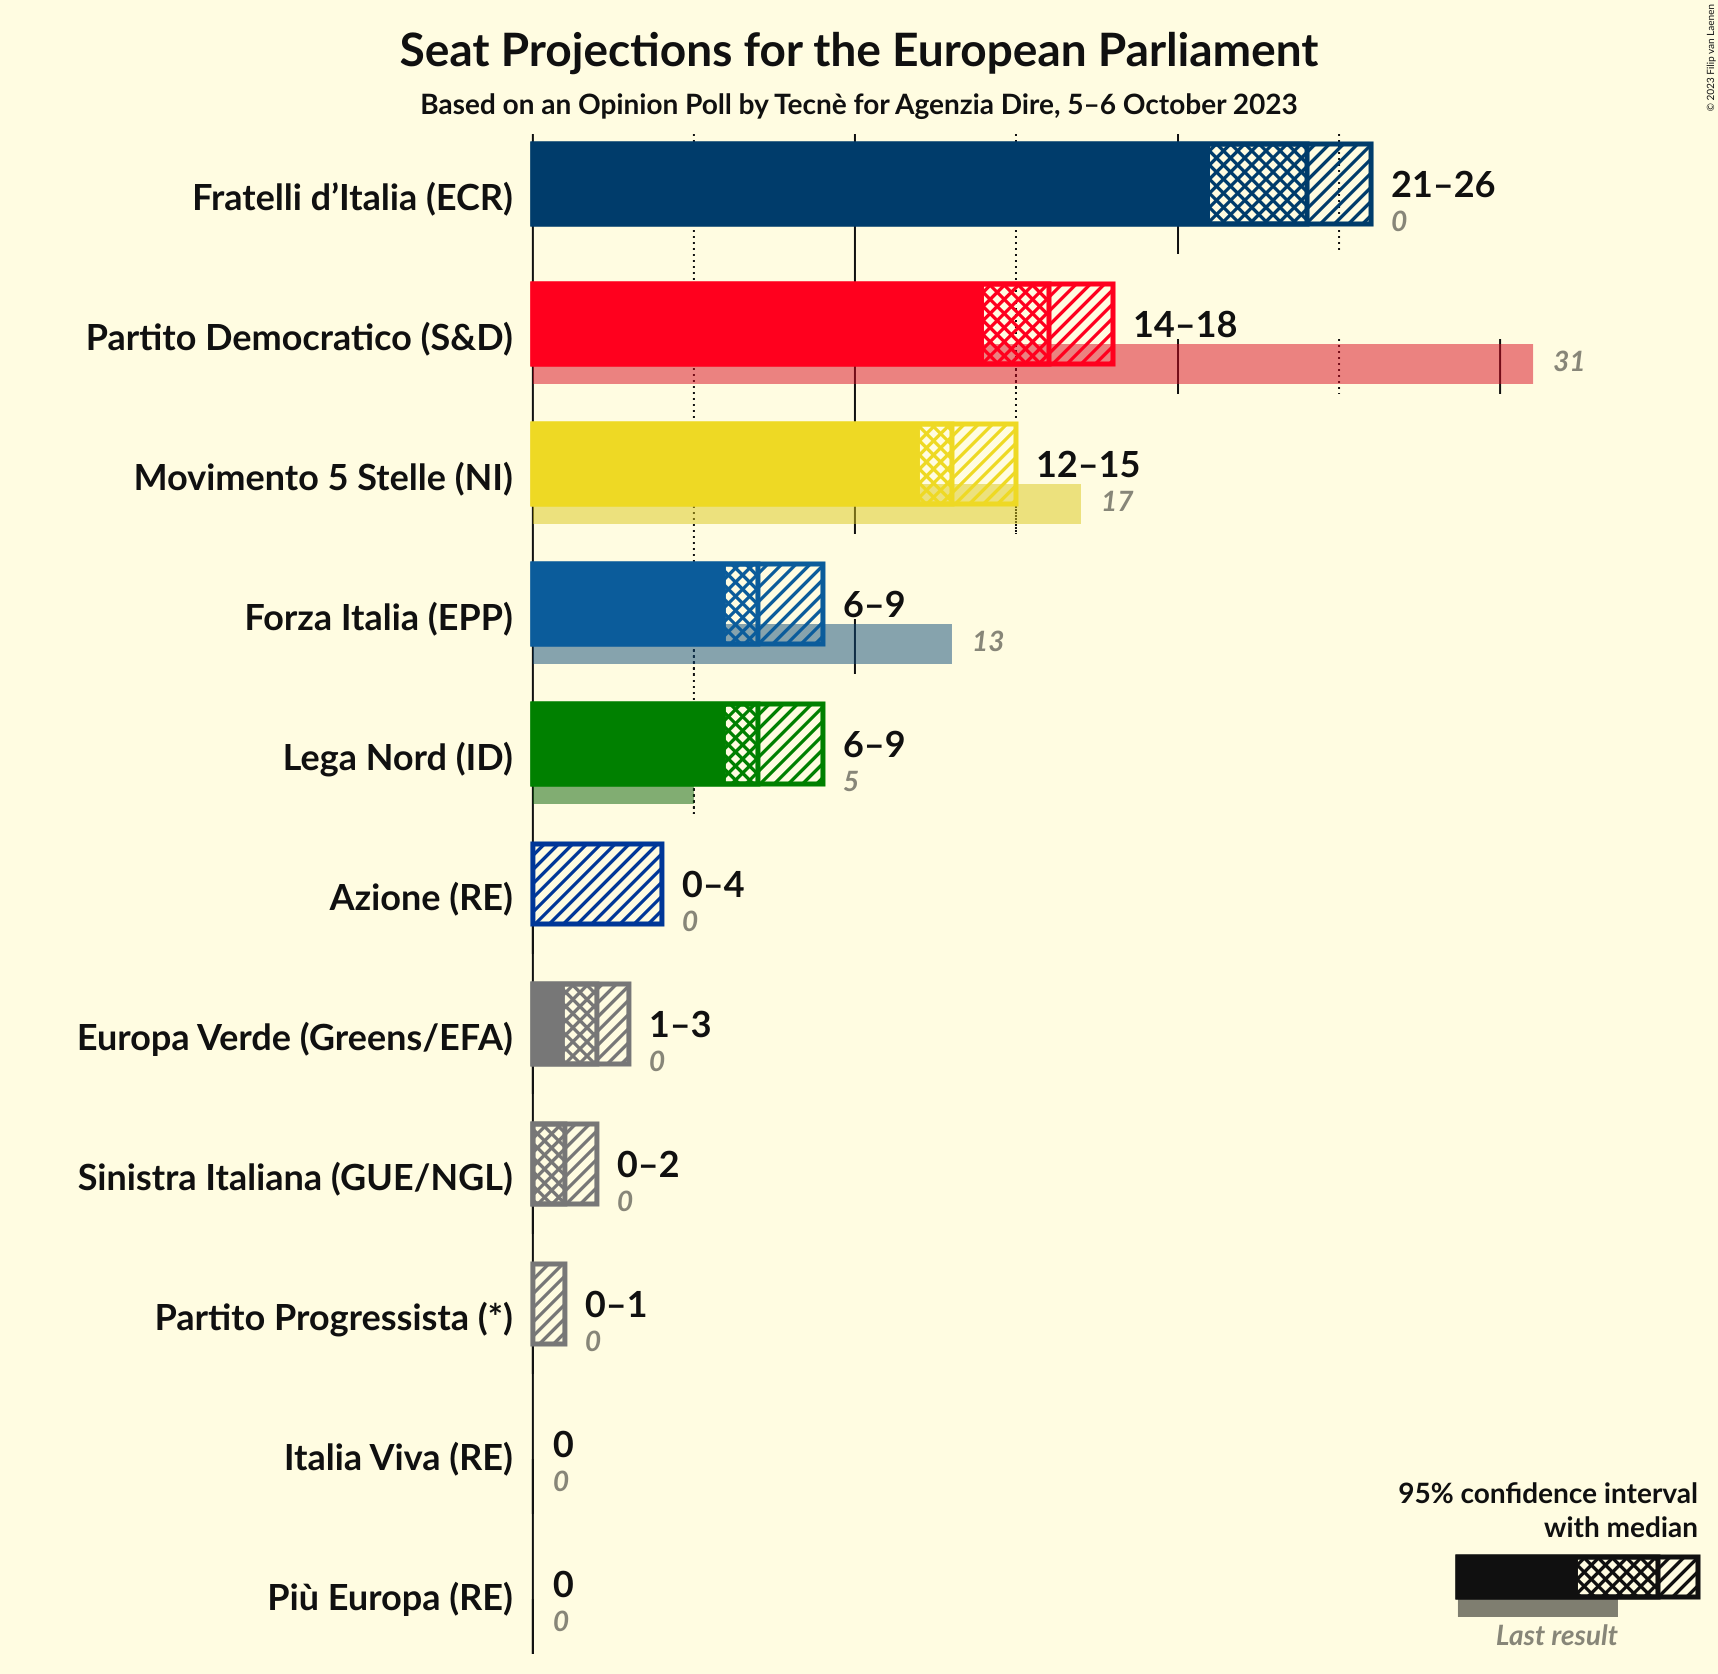 Seat Projections for the European Parliament
Based on an Opinion Poll by Tecnè for Agenzia Dire, 5–6 October 2023
© 2023 Filip van Laenen
Fratelli d’Italia (ECR)
21–26
0
Partito Democratico (S&D)
14–18
31
Movimento 5 Stelle (NI)
12–15
17
Forza Italia (EPP)
6–9
13
Lega Nord (ID)
6–9
5
Azione (RE)
0–4
0
Europa Verde (Greens/EFA)
1–3
0
Sinistra Italiana (GUE/NGL)
0–2
0
Partito Progressista (*)
0–1
0
Italia Viva (RE)
0
0
Più Europa (RE)
0
0
95% confidence interval
with median
Last result